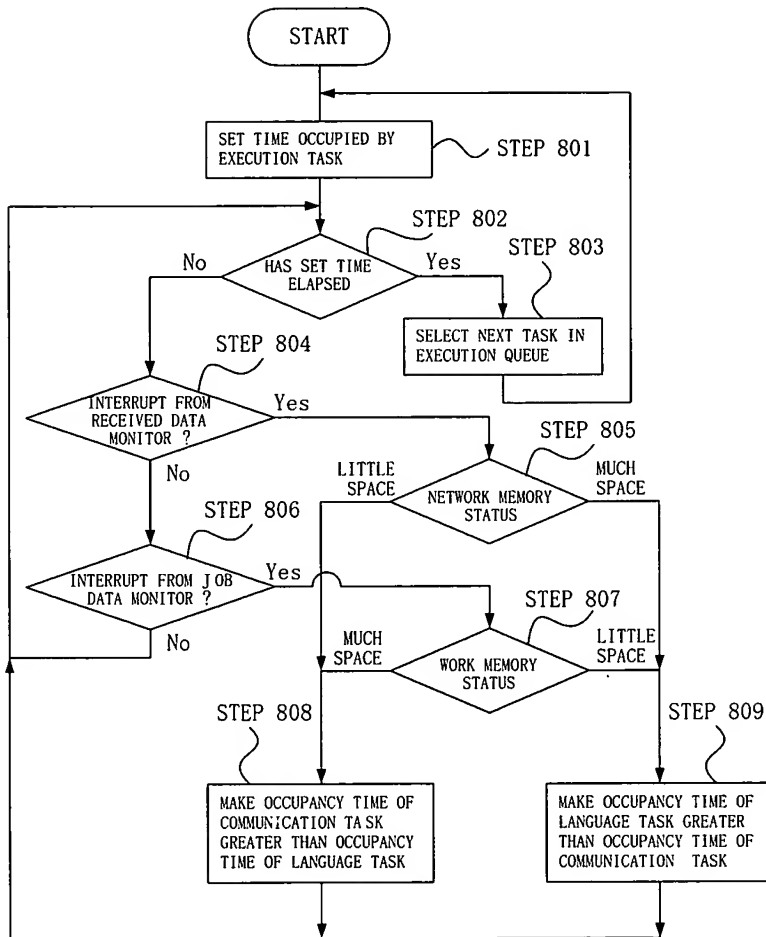 START
SET TIME OCCUPIED BY
EXECUTION TASK
STEP 801
STEP 802
HAS SET TIME
ELAPSED
No
Yes
STEP 803
SELECT NEXT TASK IN
EXECUTION QUEUE
STEP 804
INTERRUPT FROM
RECEIVED DATA
MONITOR ?
Yes
No
STEP 805
NETWORK MEMORY
STATUS
LITTLE
SPACE
MUCH
SPACE
STEP 806
INTERRUPT FROM JOB
DATA MONITOR ?
Yes
No
STEP 807
WORK MEMORY
STATUS
MUCH
SPACE
LITTLE
SPACE
STEP 808
MAKE OCCUPANCY TIME OF
COMMUNICATION TASK
GREATER THAN OCCUPANCY
TIME OF LANGUAGE TASK
STEP 809
MAKE OCCUPANCY TIME OF
LANGUAGE TASK GREATER
THAN OCCUPANCY TIME OF
COMMUNICATION TASK